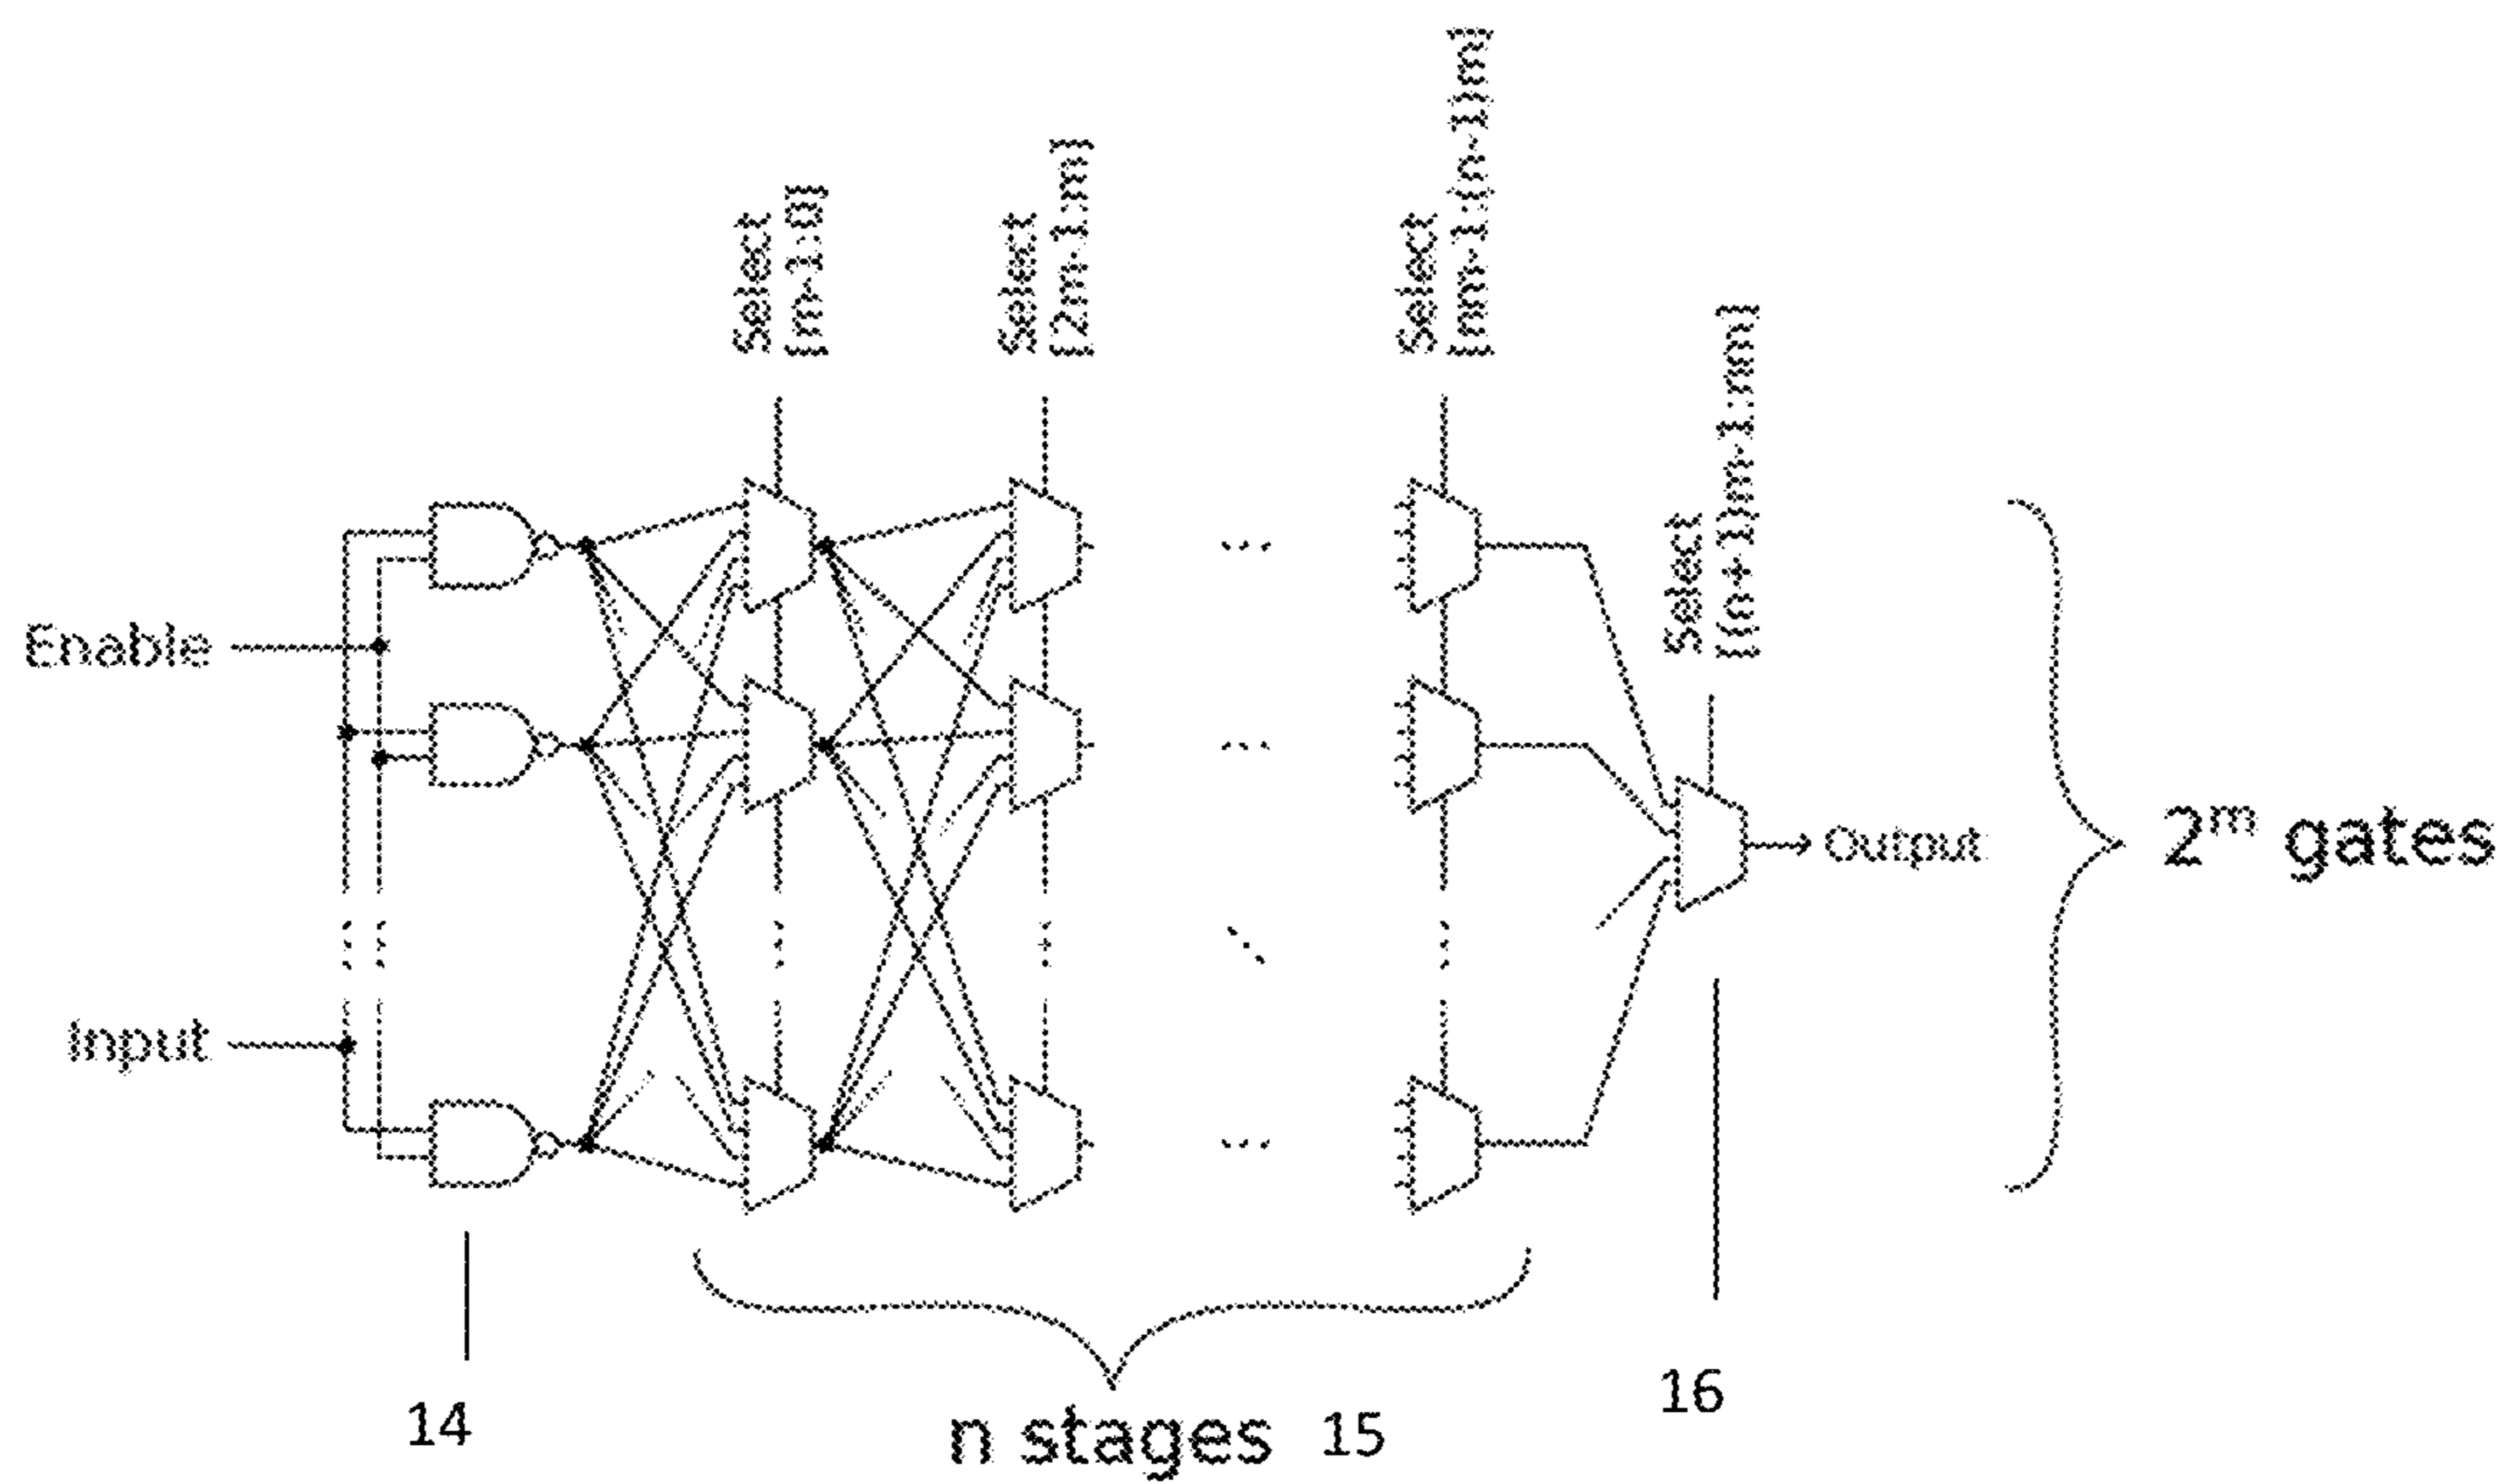 Select
[m-1:0]
Select
[2m-1:m]
Select
[nm-1:(n-1)m]
Select
[(n+1)m-1:nm]
Enable
Input
Output
2ᵐ gates
14
n stages 15
16